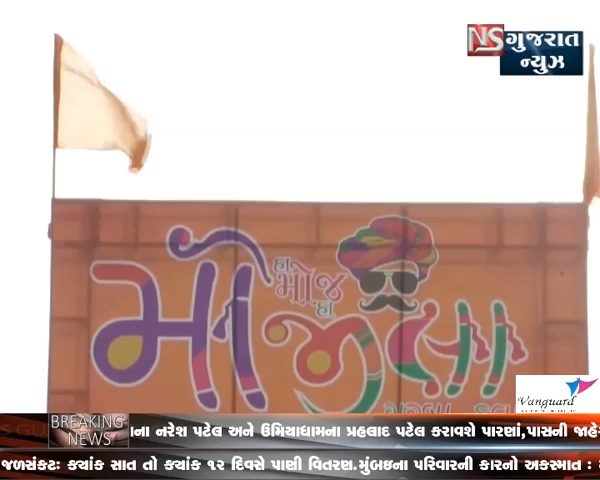 NS ગુજરાત
ન્યુઝ
હા
મોજ
હા
મોજીલા
Vanguard
BREAKING
NEWS
ાના નરેશ પટેલ અને ઉમિયાધામના પ્રહલાદ પટેલ કરાવશે પારણાં,પાસની જાહે
જળસંકટઃ ક્યાંક સાત તો ક્યાંક ૧૨ દિવસે પાણી વિતરણ.મુંબઇના પરિવારની કારનો અકસ્માત :